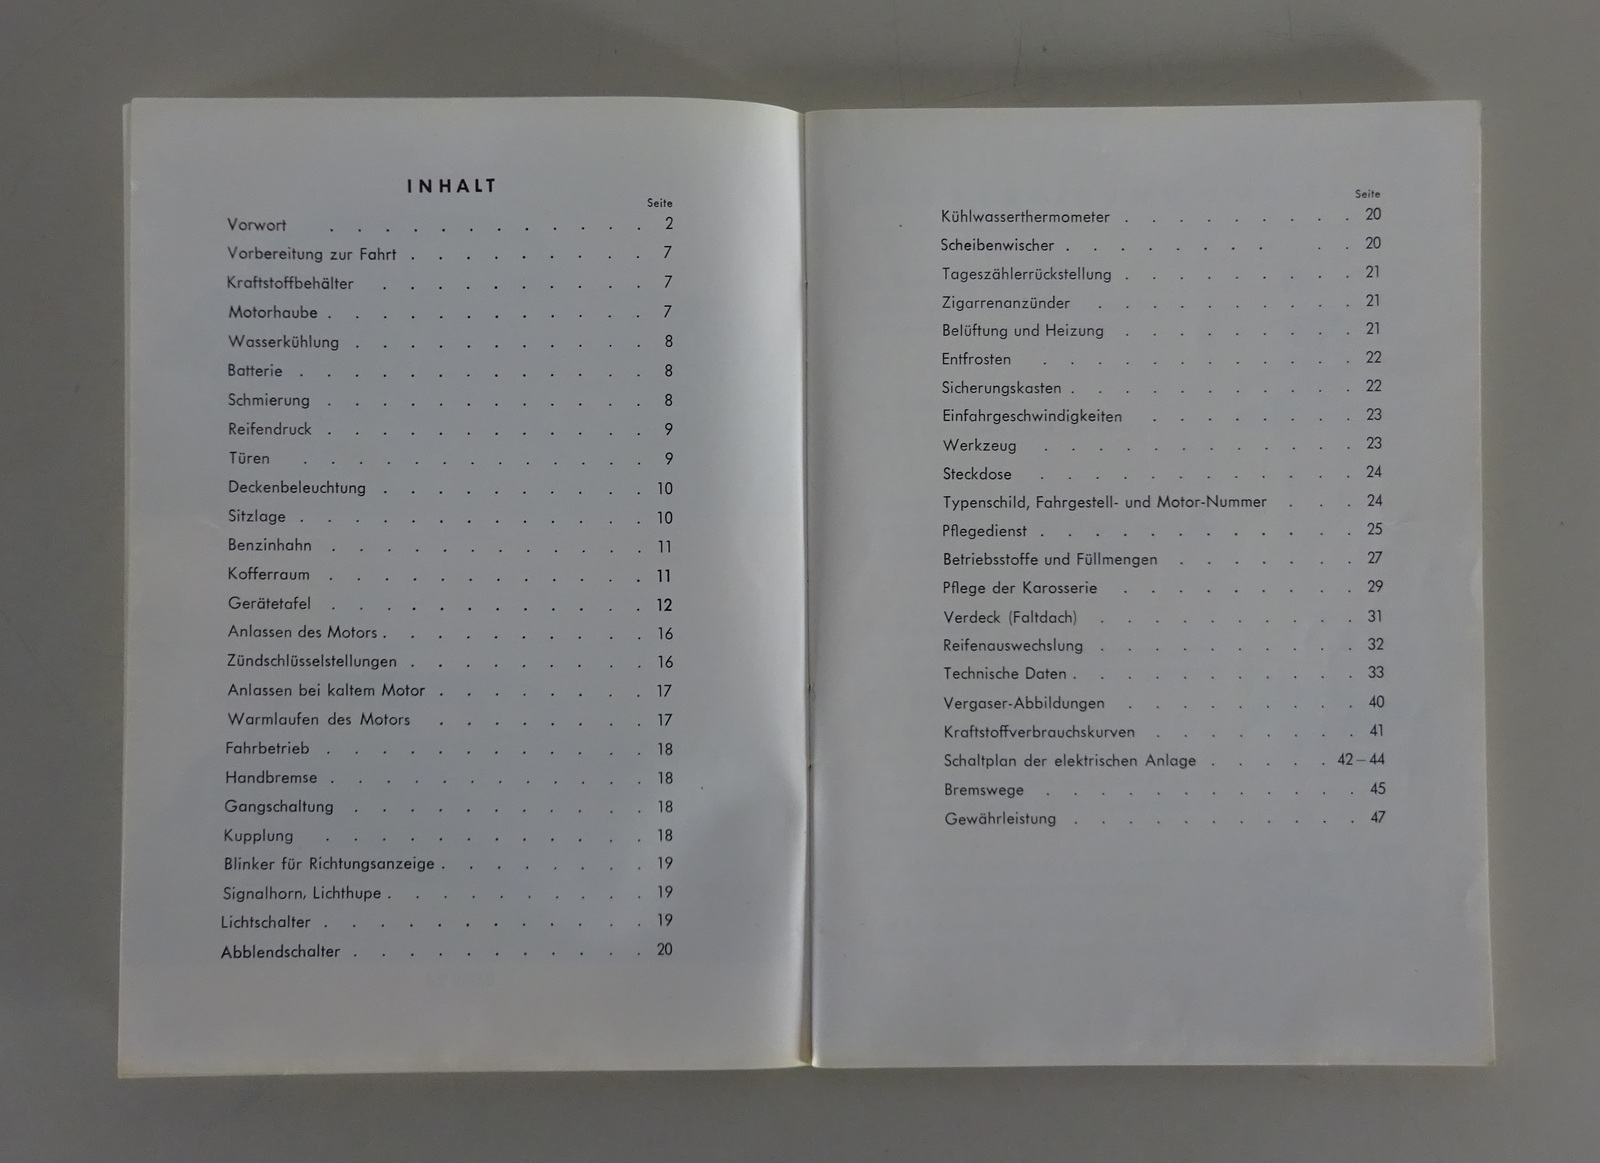 INHALT
Seite
Vorwort . . . . . . . . . . . . 2
Vorbereitung zur Fahrt . . . . . . . . . 7
Kraftstoffbehälter . . . . . . . . . . 7
Motorhaube . . . . . . . . . . . . 7
Wasserkühlung . . . . . . . . . . . 8
Batterie . . . . . . . . . . . . . 8
Schmierung . . . . . . . . . . . . 8
Reifendruck . . . . . . . . . . . . 9
Türen . . . . . . . . . . . . . 9
Deckenbeleuchtung . . . . . . . . . . 10
Sitzlage . . . . . . . . . . . . . 10
Benzinhahn . . . . . . . . . . . . 11
Kofferraum . . . . . . . . . . . . 11
Gerätetafel . . . . . . . . . . . . 12
Anlassen des Motors . . . . . . . . . . 16
Zündschlüsselstellungen . . . . . . . . . 16
Anlassen bei kaltem Motor . . . . . . . . 17
Warmlaufen des Motors . . . . . . . . 17
Fahrbetrieb . . . . . . . . . . . . 18
Handbremse . . . . . . . . . . . . 18
Gangschaltung . . . . . . . . . . . 18
Kupplung . . . . . . . . . . . . 18
Blinker für Richtungsanzeige . . . . . . . . 19
Signalhorn, Lichthupe . . . . . . . . . . 19
Lichtschalter . . . . . . . . . . . . 19
Abblendschalter . . . . . . . . . . . 20
Seite
Kühlwasserthermometer . . . . . . . . . 20
Scheibenwischer . . . . . . . . . . 20
Tageszählerrückstellung . . . . . . . . . 21
Zigarrenanzünder . . . . . . . . . . 21
Belüftung und Heizung . . . . . . . . . 21
Entfrosten . . . . . . . . . . . . 22
Sicherungskasten . . . . . . . . . . . 22
Einfahrgeschwindigkeiten . . . . . . . . 23
Werkzeug . . . . . . . . . . . . 23
Steckdose . . . . . . . . . . . . 24
Typenschild, Fahrgestell- und Motor-Nummer . . . 24
Pflegedienst . . . . . . . . . . . . 25
Betriebsstoffe und Füllmengen . . . . . . . 27
Pflege der Karosserie . . . . . . . . . 29
Verdeck (Faltdach) . . . . . . . . . . 31
Reifenauswechslung . . . . . . . . . . 32
Technische Daten . . . . . . . . . . . 33
Vergaser-Abbildungen . . . . . . . . . 40
Kraftstoffverbrauchskurven . . . . . . . . 41
Schaltplan der elektrischen Anlage . . . . . 42–44
Bremswege . . . . . . . . . . . . 45
Gewährleistung . . . . . . . . . . . 47